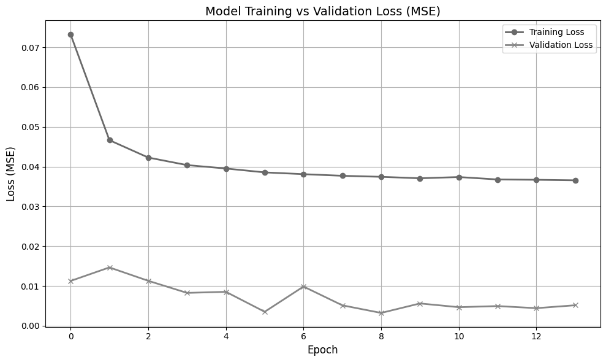 Model Training vs Validation Loss (MSE)
Training Loss
Validation Loss
Loss (MSE)
0.07
0.06
0.05
0.04
0.03
0.02
0.01
0.00
0 2 4 6 8 10 12
Epoch